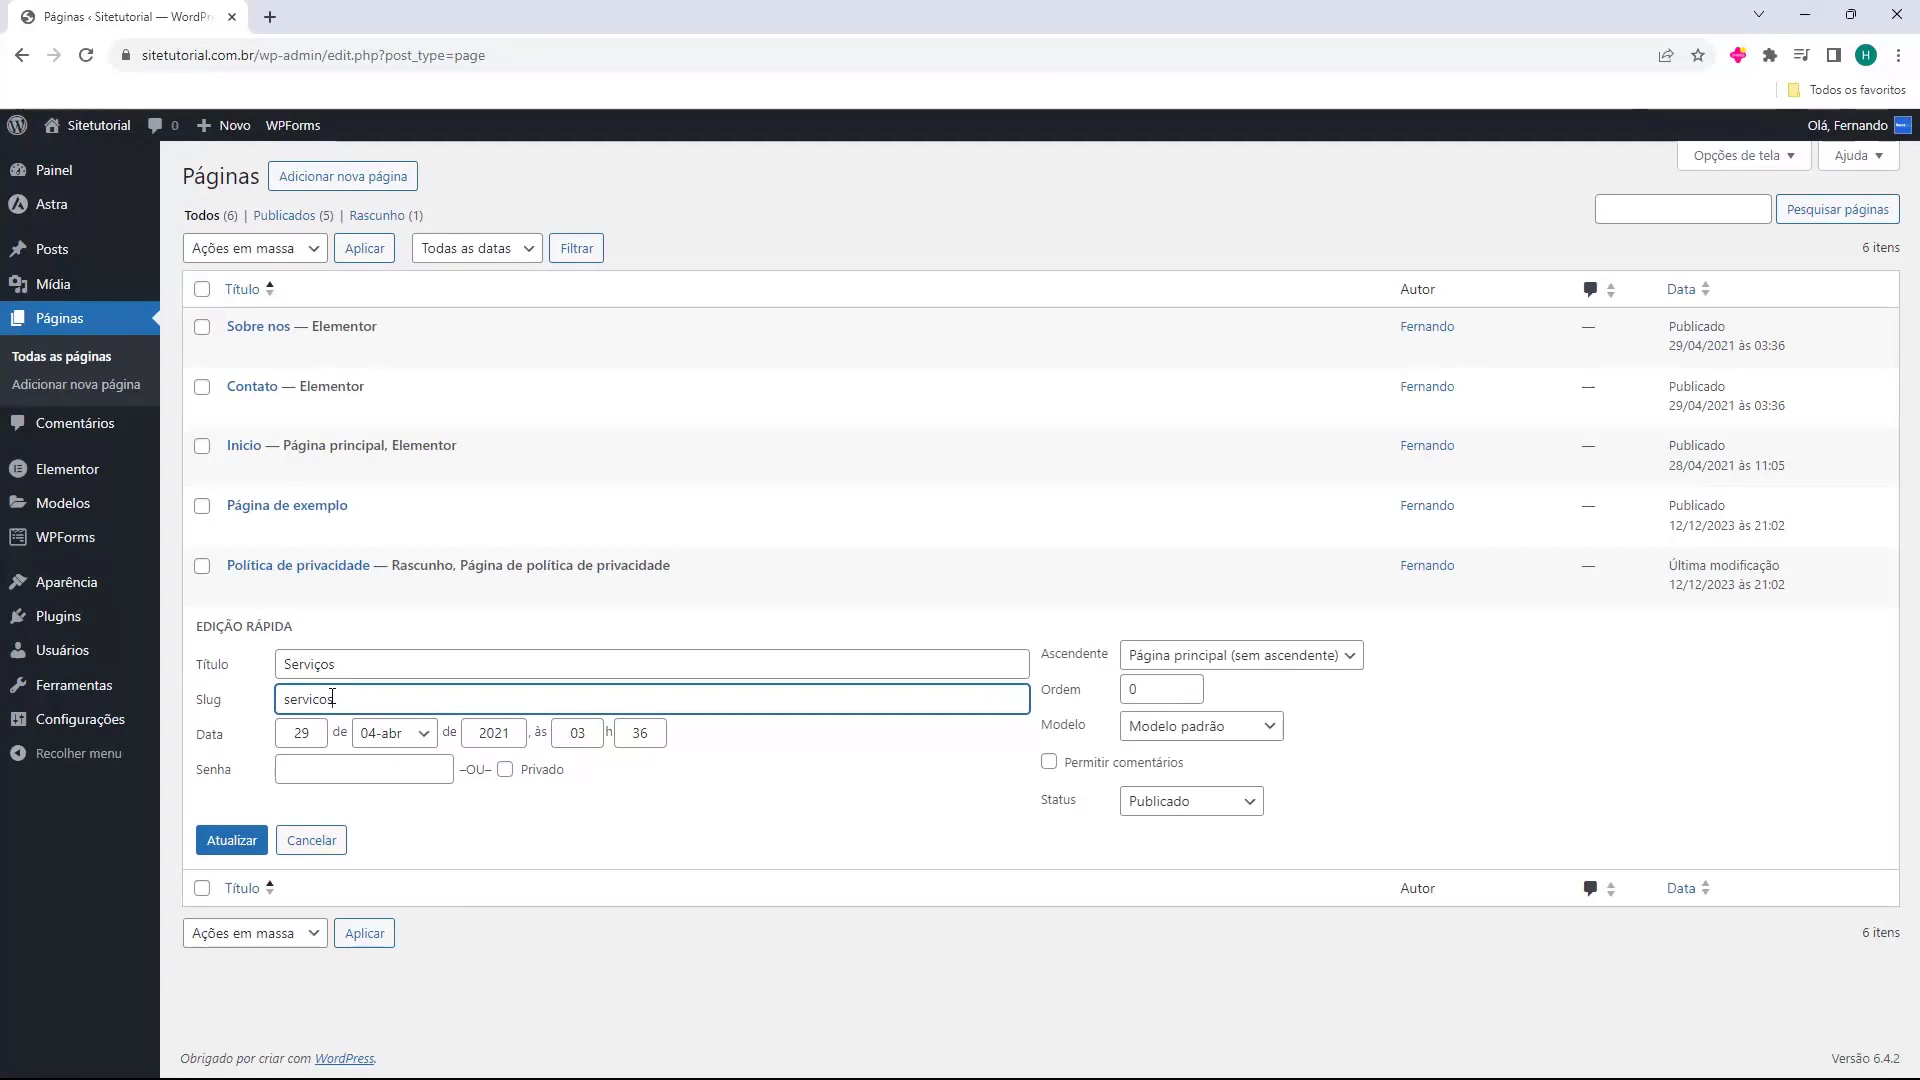 Páginas ‹ Sitetutorial — WordPr
sitetutorial.com.br/wp-admin/edit.php?post_type=page
H
Todos os favoritos
Sitetutorial 0 Novo WPForms Olá, Fernando
Opções de tela Ajuda
Painel
Astra
Posts
Mídia
Páginas
Todas as páginas
Adicionar nova página
Comentários
Elementor
Modelos
WPForms
Aparência
Plugins
Usuários
Ferramentas
Configurações
Recolher menu
Páginas Adicionar nova página
Todos (6) | Publicados (5) | Rascunho (1)
Pesquisar páginas
Ações em massa Aplicar Todas as datas Filtrar 6 itens
Título Autor Data
Sobre nos — Elementor Fernando — Publicado
29/04/2021 às 03:36
Contato — Elementor Fernando — Publicado
29/04/2021 às 03:36
Inicio — Página principal, Elementor Fernando — Publicado
28/04/2021 às 11:05
Página de exemplo Fernando — Publicado
12/12/2023 às 21:02
Política de privacidade — Rascunho, Página de política de privacidade Fernando — Última modificação
12/12/2023 às 21:02
EDIÇÃO RÁPIDA
Título Serviços
Slug servicos
Data 29 de 04-abr de 2021 , às 03 h 36
Senha –OU– Privado
Ascendente Página principal (sem ascendente)
Ordem 0
Modelo Modelo padrão
Permitir comentários
Status Publicado
Atualizar Cancelar
Título Autor Data
Ações em massa Aplicar 6 itens
Obrigado por criar com WordPress. Versão 6.4.2